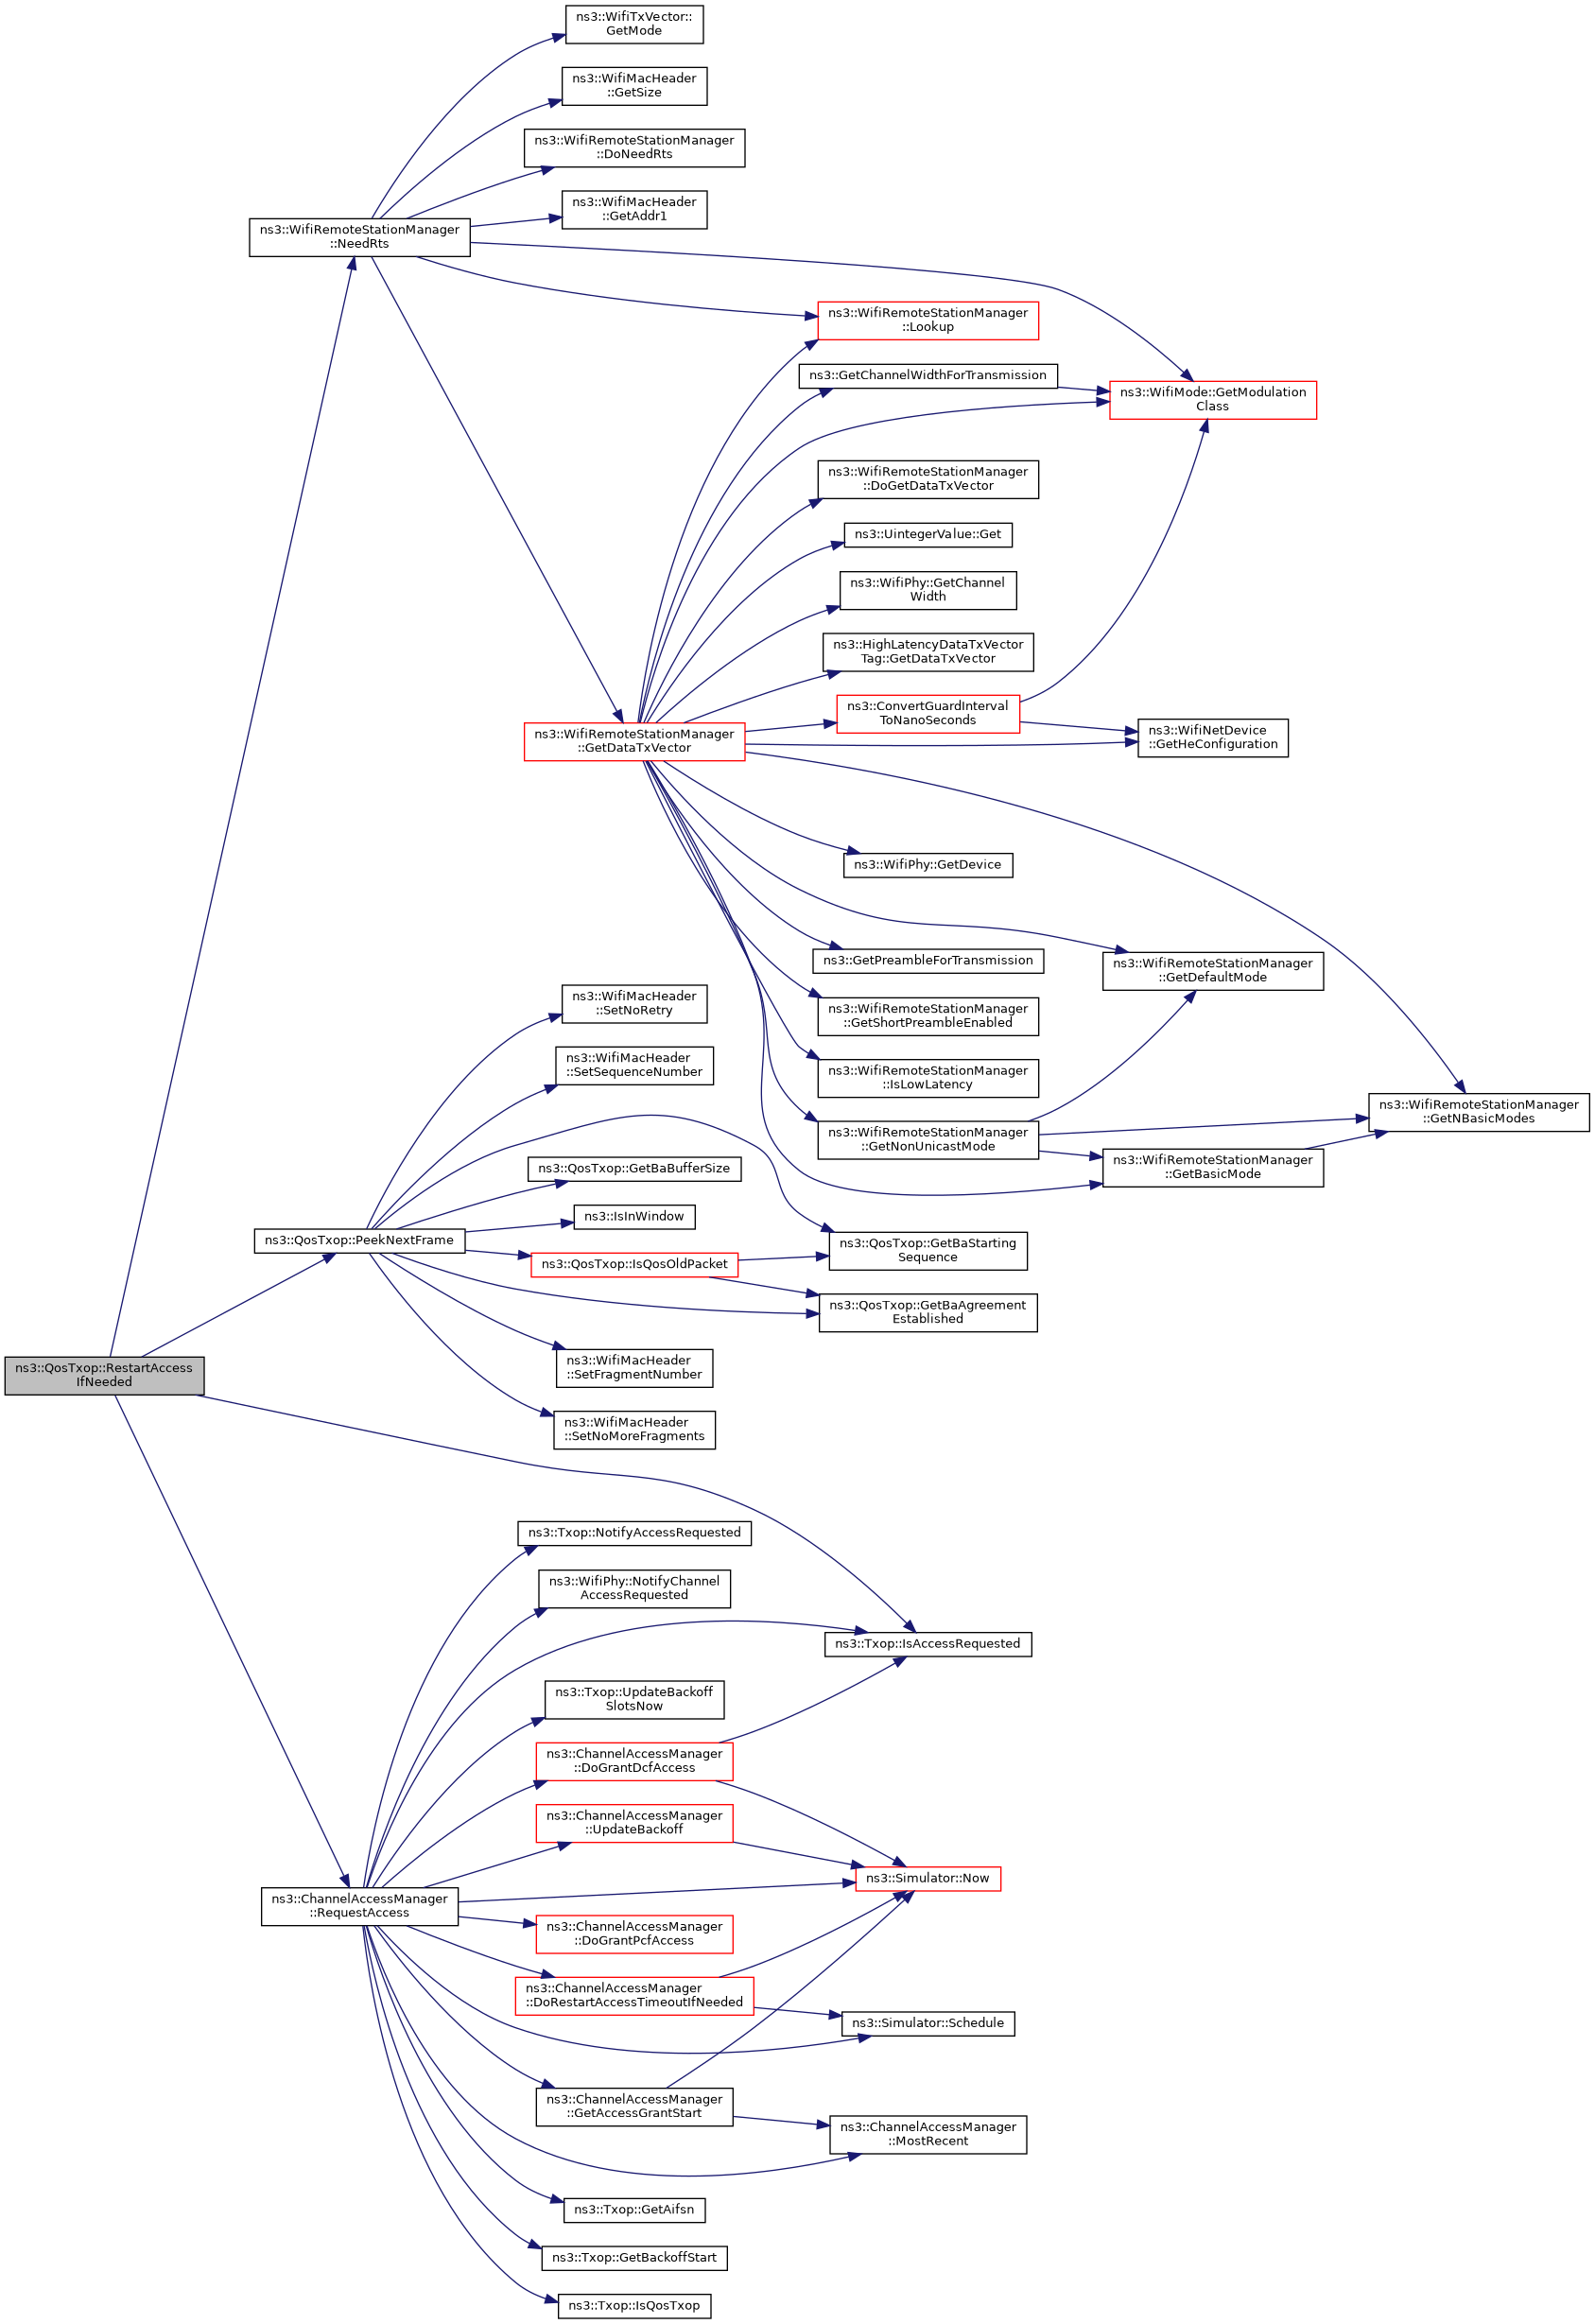 ns3::WifiTxVector::
GetMode
ns3::WifiMacHeader
::GetSize
ns3::WifiRemoteStationManager
::DoNeedRts
ns3::WifiMacHeader
::GetAddr1
ns3::WifiRemoteStationManager
::NeedRts
ns3::WifiRemoteStationManager
::Lookup
ns3::GetChannelWidthForTransmission
ns3::WifiMode::GetModulation
Class
ns3::WifiRemoteStationManager
::DoGetDataTxVector
ns3::UintegerValue::Get
ns3::WifiPhy::GetChannel
Width
ns3::HighLatencyDataTxVector
Tag::GetDataTxVector
ns3::ConvertGuardInterval
ToNanoSeconds
ns3::WifiNetDevice
::GetHeConfiguration
ns3::WifiRemoteStationManager
::GetDataTxVector
ns3::WifiPhy::GetDevice
ns3::GetPreambleForTransmission
ns3::WifiRemoteStationManager
::GetDefaultMode
ns3::WifiRemoteStationManager
::GetShortPreambleEnabled
ns3::WifiRemoteStationManager
::IsLowLatency
ns3::WifiRemoteStationManager
::GetNBasicModes
ns3::WifiRemoteStationManager
::GetNonUnicastMode
ns3::WifiRemoteStationManager
::GetBasicMode
ns3::WifiMacHeader
::SetNoRetry
ns3::WifiMacHeader
::SetSequenceNumber
ns3::QosTxop::GetBaBufferSize
ns3::IsInWindow
ns3::QosTxop::PeekNextFrame
ns3::QosTxop::IsQosOldPacket
ns3::QosTxop::GetBaStarting
Sequence
ns3::QosTxop::GetBaAgreement
Established
ns3::WifiMacHeader
::SetFragmentNumber
ns3::QosTxop::RestartAccess
IfNeeded
ns3::WifiMacHeader
::SetNoMoreFragments
ns3::Txop::NotifyAccessRequested
ns3::WifiPhy::NotifyChannel
AccessRequested
ns3::Txop::IsAccessRequested
ns3::Txop::UpdateBackoff
SlotsNow
ns3::ChannelAccessManager
::DoGrantDcfAccess
ns3::ChannelAccessManager
::UpdateBackoff
ns3::Simulator::Now
ns3::ChannelAccessManager
::RequestAccess
ns3::ChannelAccessManager
::DoGrantPcfAccess
ns3::ChannelAccessManager
::DoRestartAccessTimeoutIfNeeded
ns3::Simulator::Schedule
ns3::ChannelAccessManager
::GetAccessGrantStart
ns3::ChannelAccessManager
::MostRecent
ns3::Txop::GetAifsn
ns3::Txop::GetBackoffStart
ns3::Txop::IsQosTxop